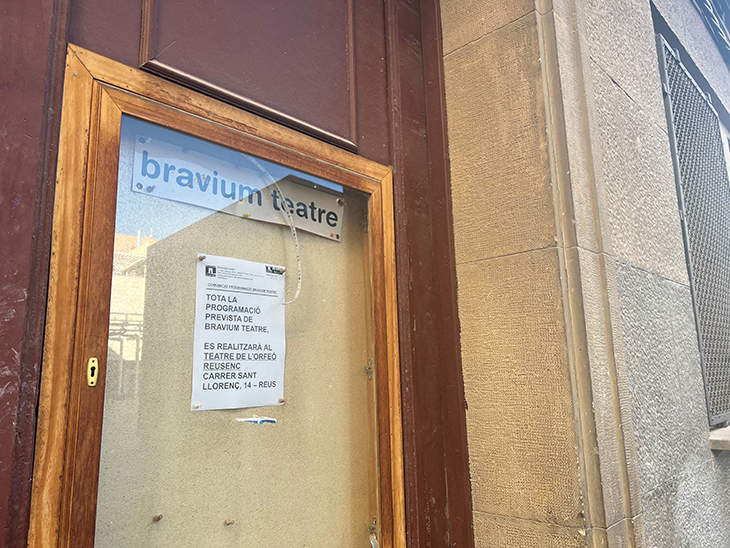 bravium teatre
COMUNICAT PROGRAMACIÓ BRAVIUM TEATRE
TOTA LA
PROGRAMACIÓ
PREViSTA DE
BRAVIUM TEATRE,
ES REALITZARÀ AL
TEATRE DE L'ORFEÓ
REUSENC
CARRER SANT
LLORENÇ, 14 – REUS